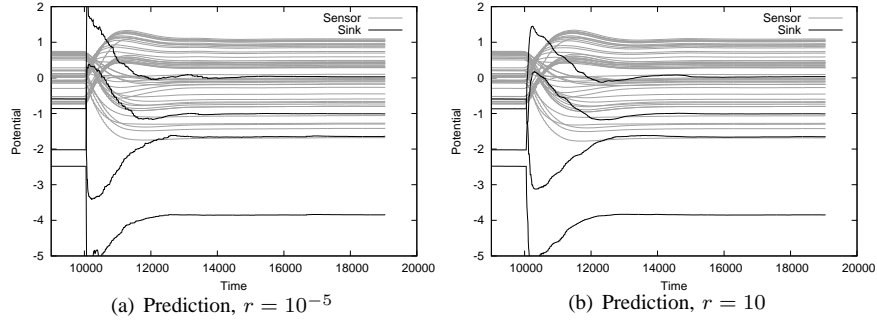 2
1
0
-1
-2
-3
-4
-5
Potential
Sensor
Sink
10000 12000 14000 16000 18000 20000
Time
(a) Prediction, r = 10⁻⁵
2
1
0
-1
-2
-3
-4
-5
Potential
Sensor
Sink
10000 12000 14000 16000 18000 20000
Time
(b) Prediction, r = 10